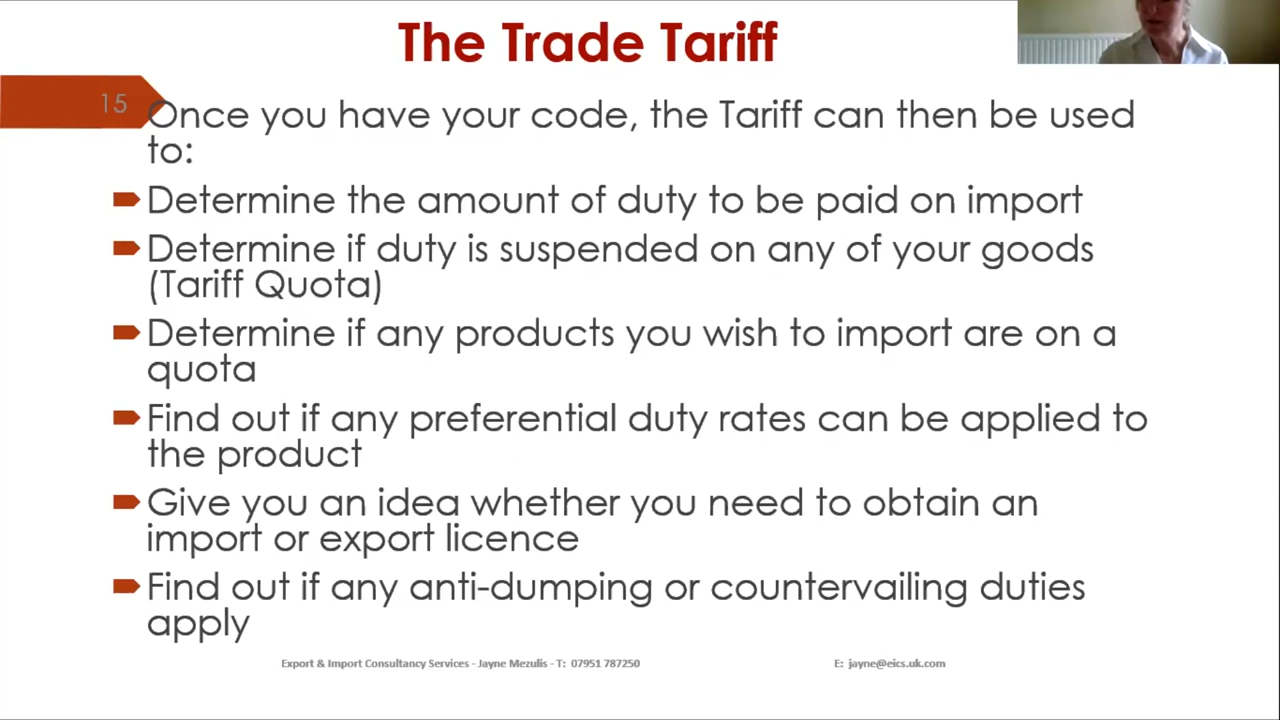 The Trade Tariff
15
Once you have your code, the Tariff can then be used
to:
Determine the amount of duty to be paid on import
Determine if duty is suspended on any of your goods
(Tariff Quota)
Determine if any products you wish to import are on a
quota
Find out if any preferential duty rates can be applied to
the product
Give you an idea whether you need to obtain an
import or export licence
Find out if any anti-dumping or countervailing duties
apply
Export & Import Consultancy Services - Jayne Mezulis - T: 07951 787250 E: jayne@eics.uk.com